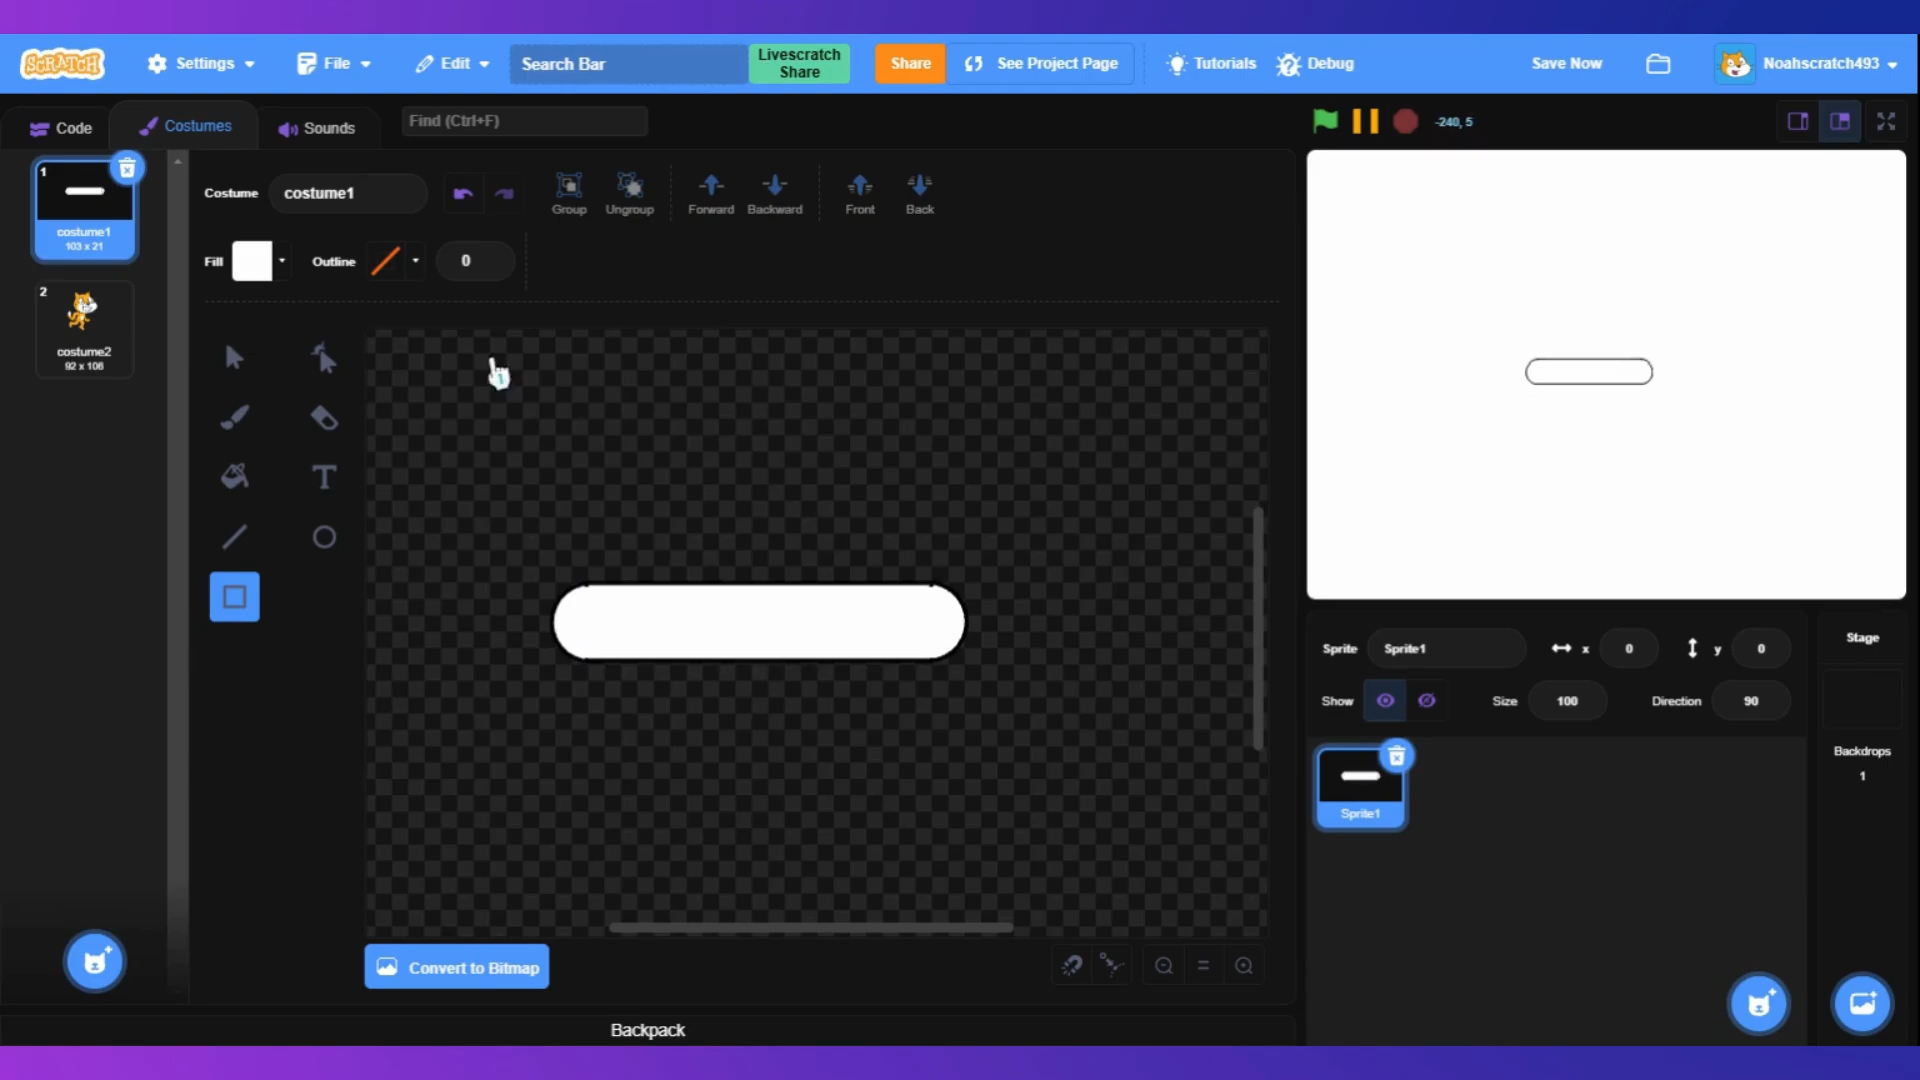 SCRATCH
Settings
File
Edit
Search Bar
Livescratch
Share
Share
See Project Page
Tutorials
Debug
Save Now
Noahscratch493
Code
Costumes
Sounds
Find (Ctrl+F)
-240, 5
1
costume1
103 x 21
2
costume2
92 x 106
Costume
costume1
Group
Ungroup
Forward
Backward
Front
Back
Fill
Outline
0
T
Convert to Bitmap
Backpack
Sprite
Sprite1
x
0
y
0
Show
Size
100
Direction
90
Sprite1
Stage
Backdrops
1